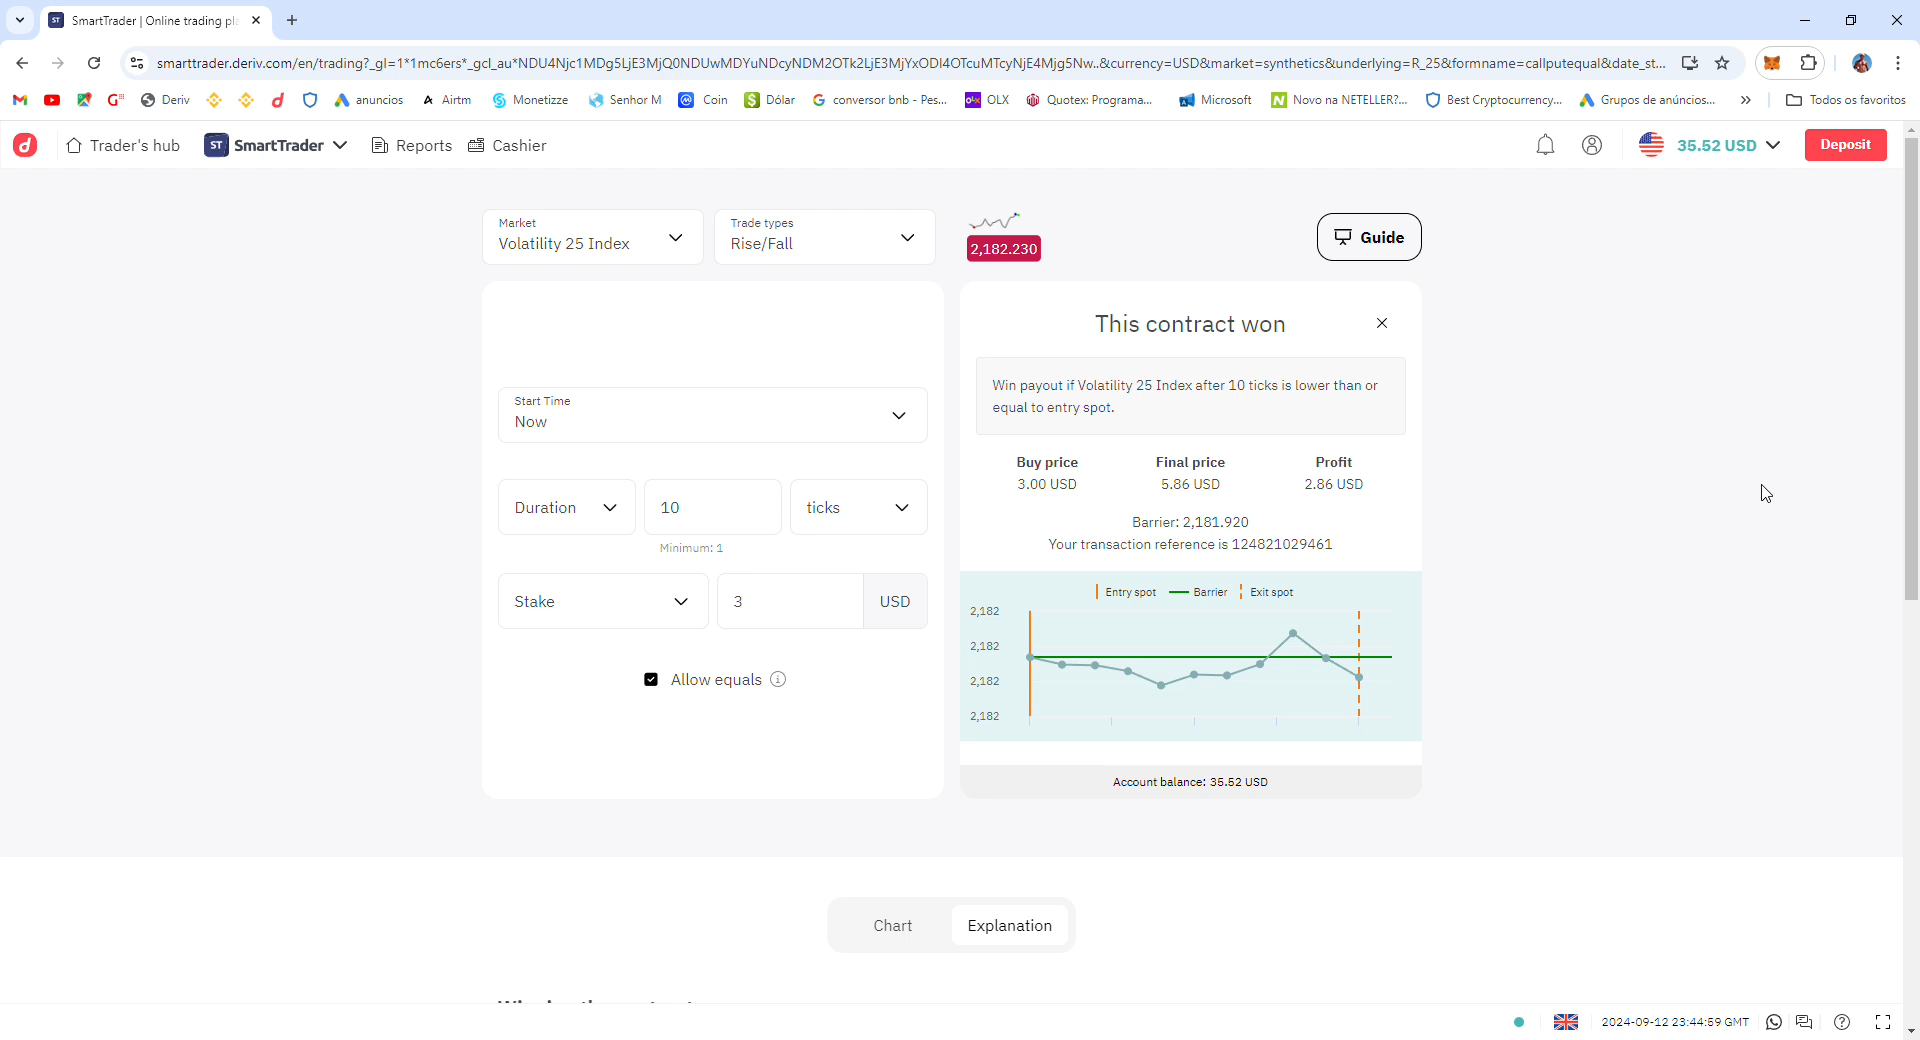 SmartTrader | Online trading pla
smarttrader.deriv.com/en/trading?_gl=1*1mc6ers*_gcl_au*NDU4Njc1MDg5LjE3MjQ0NDUwMDYuNDcyNDM2OTk2LjE3MjYxODI4OTcuMTcyNjE4Mjg5Nw..&currency=USD&market=synthetics&underlying=R_25&formname=callputequal&date_st...
Deriv anuncios Airtm Monetizze Senhor M Coin Dólar conversor bnb - Pes... OLX Quotex: Programa... Microsoft Novo na NETELLER?... Best Cryptocurrency... Grupos de anúncios... » Todos os favoritos
Trader's hub ST SmartTrader Reports Cashier 35.52 USD Deposit
Market
Volatility 25 Index
Trade types
Rise/Fall
2,182.230
Guide
Start Time
Now
Duration 10 ticks
Minimum: 1
Stake 3 USD
Allow equals
This contract won
Win payout if Volatility 25 Index after 10 ticks is lower than or
equal to entry spot.
Buy price Final price Profit
3.00 USD 5.86 USD 2.86 USD
Barrier: 2,181.920
Your transaction reference is 124821029461
Entry spot Barrier Exit spot
2,182
2,182
2,182
2,182
Account balance: 35.52 USD
Chart Explanation
2024-09-12 23:44:59 GMT